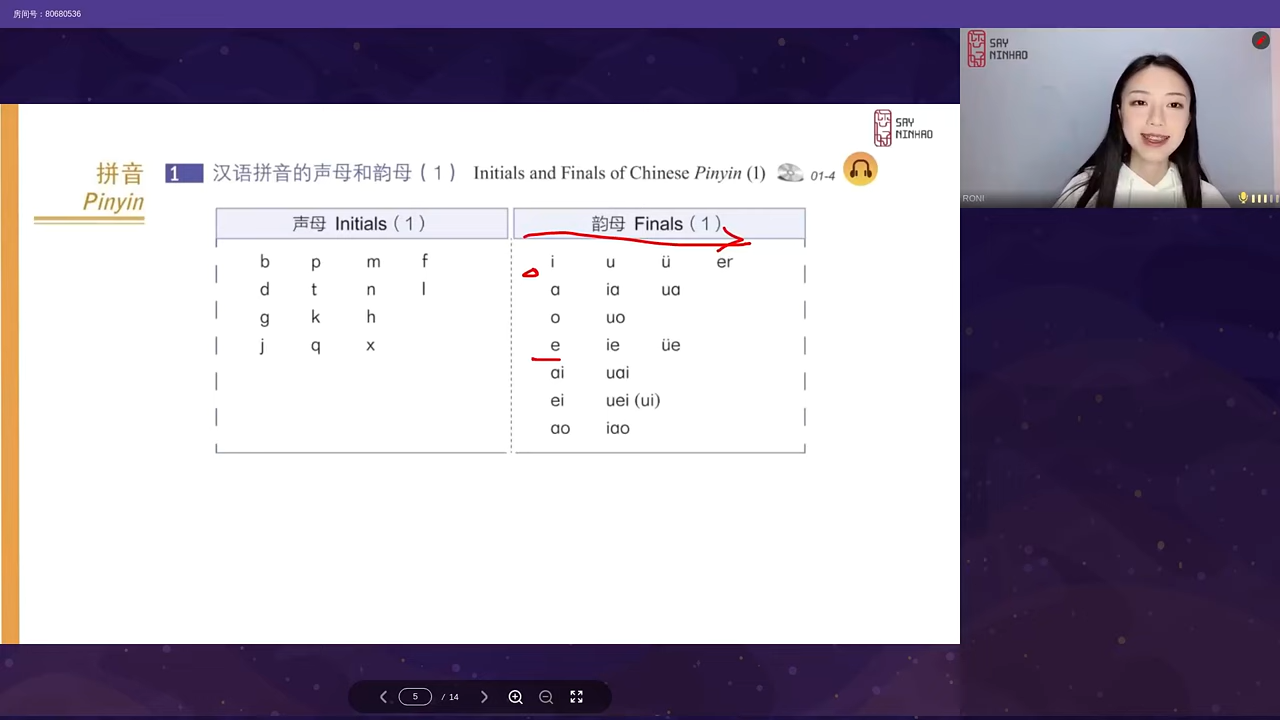 房间号：80680536
SAY
NINHAO
SAY
NINHAO
RONI
拼音
Pinyin
1 汉语拼音的声母和韵母（1） Initials and Finals of Chinese Pinyin (1) 01-4
声母 Initials（1） 韵母 Finals（1）
b p m f i u ü er
d t n l a ia ua
g k h o uo
j q x e ie üe
ai uai
ei uei (ui)
ao iao
5 / 14